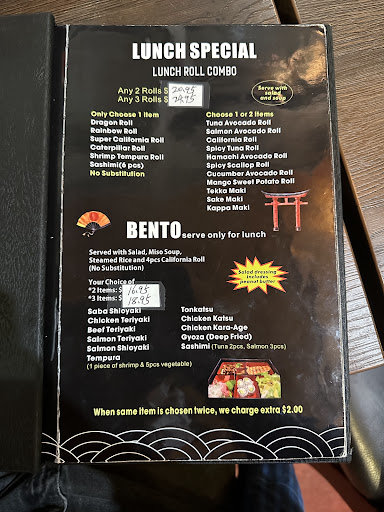 LUNCH SPECIAL
LUNCH ROLL COMBO
Any 2 Rolls $ 20.95
Any 3 Rolls $ 24.95
Serve with
salad
and soup
Only Choose 1 Item
Dragon Roll
Rainbow Roll
Super California Roll
Caterpillar Roll
Shrimp Tempura Roll
Sashimi(6 pcs)
No Substitution
Choose 1 or 2 Items
Tuna Avocado Roll
Salmon Avocado Roll
California Roll
Spicy Tuna Roll
Hamachi Avocado Roll
Spicy Scallop Roll
Cucumber Avocado Roll
Mango Sweet Potato Roll
Tekka Maki
Sake Maki
Kappa Maki
BENTO serve only for lunch
Served with Salad, Miso Soup,
Steamed Rice and 4pcs California Roll
(No Substitution)
Salad dressing
includes
peanut butter
Your Choice of
*2 Items: $ 16.95
*3 Items: $ 18.95
Saba Shioyaki
Chicken Teriyaki
Beef Teriyaki
Salmon Teriyaki
Salmon Shioyaki
Tempura
(1 piece of shrimp & 5pcs vegetable)
Tonkatsu
Chicken Katsu
Chicken Kara-Age
Gyoza (Deep Fried)
Sashimi (Tuna 2pcs, Salmon 3pcs)
When same item is chosen twice, we charge extra $2.00